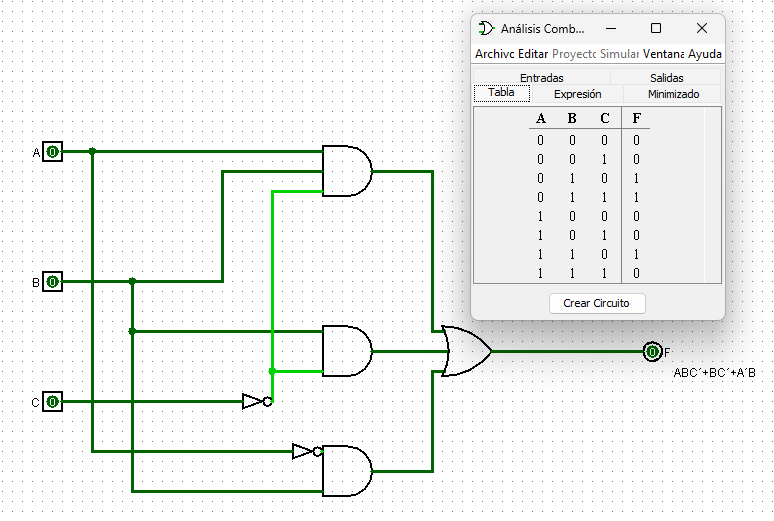 Análisis Comb...
Archivo Editar Proyecto Simular Ventana Ayuda
Entradas Salidas
Tabla Expresión Minimizado
A B C F
0 0 0 0
0 0 1 0
0 1 0 1
0 1 1 1
1 0 0 0
1 0 1 0
1 1 0 1
1 1 1 0
Crear Circuito
A 0
B 0
C 0
0 F
ABC´+BC´+A´B